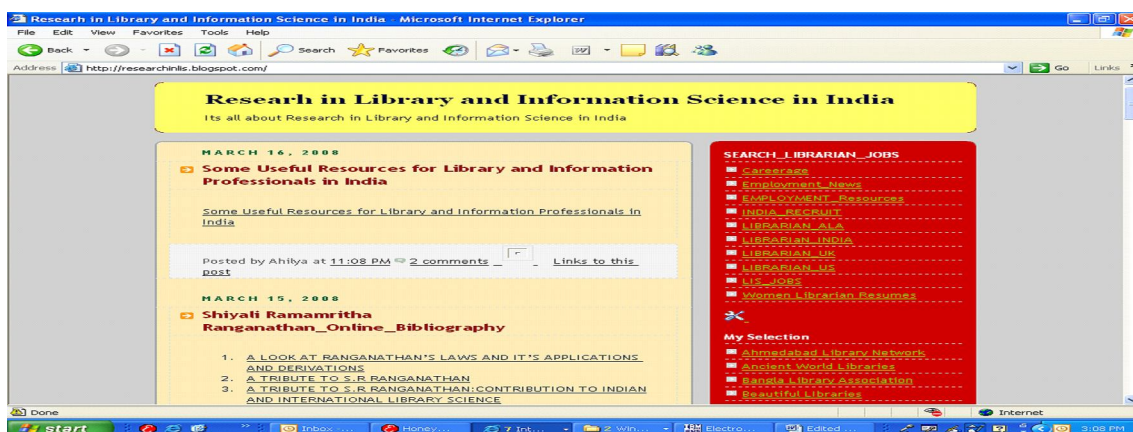 Researh in Library and Information Science in India - Microsoft Internet Explorer
File Edit View Favorites Tools Help
Back Search Favorites
Address http://researchinlis.blogspot.com/ Go Links
Researh in Library and Information Science in India
Its all about Research in Library and Information Science in India
MARCH 16, 2008
Some Useful Resources for Library and Information
Professionals in India
Some Useful Resources for Library and Information Professionals in
India
Posted by Ahilya at 11:08 PM 2 comments Links to this
post
MARCH 15, 2008
Shiyali Ramamritha
Ranganathan_Online_Bibliography
1. A LOOK AT RANGANATHAN'S LAWS AND IT'S APPLICATIONS
AND DERIVATIONS
2. A TRIBUTE TO S.R RANGANATHAN
3. A TRIBUTE TO S.R RANGANATHAN:CONTRIBUTION TO INDIAN
AND INTERNATIONAL LIBRARY SCIENCE
SEARCH_LIBRARIAN_JOBS
Careerage
Employment_News
EMPLOYMENT_Resources
INDIA_RECRUIT
LIBRARIAN_ALA
LIBRARIaN_INDIA
LIBRARIAN_UK
LIBRARIAN_US
LIS_JOBS
Women Librarian Resumes
My Selection
Ahmedabad Library Network
Ancient World Libraries
Bangla Library Association
Beautiful Libraries
Done Internet
start Inbox ... Honey... 7 Int... 2 Win... Electro... Edited ... 3:08 PM